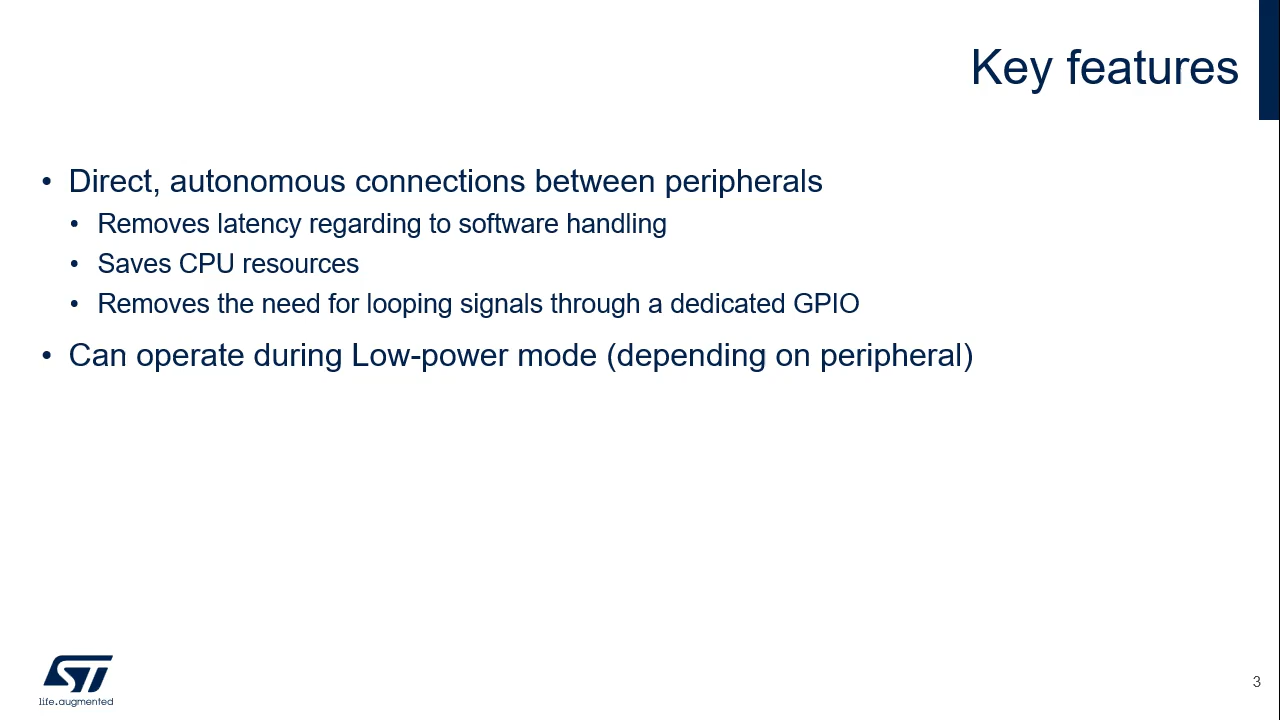 Key features
• Direct, autonomous connections between peripherals
• Removes latency regarding to software handling
• Saves CPU resources
• Removes the need for looping signals through a dedicated GPIO
• Can operate during Low-power mode (depending on peripheral)
ST
life.augmented
3